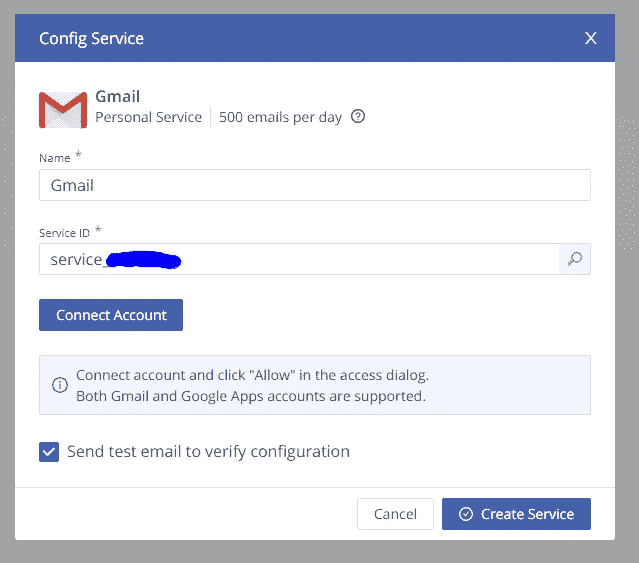 Config Service
X
Gmail
Personal Service
500 emails per day
Name *
Gmail
Service ID *
service_
Connect Account
Connect account and click "Allow" in the access dialog.
Both Gmail and Google Apps accounts are supported.
Send test email to verify configuration
Cancel
Create Service